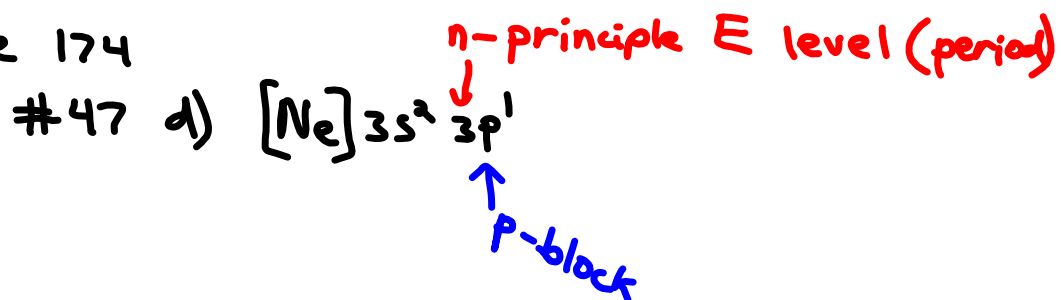 n-principle E level (period)
174
#47 d) [Ne]3s² 3p¹
p-block